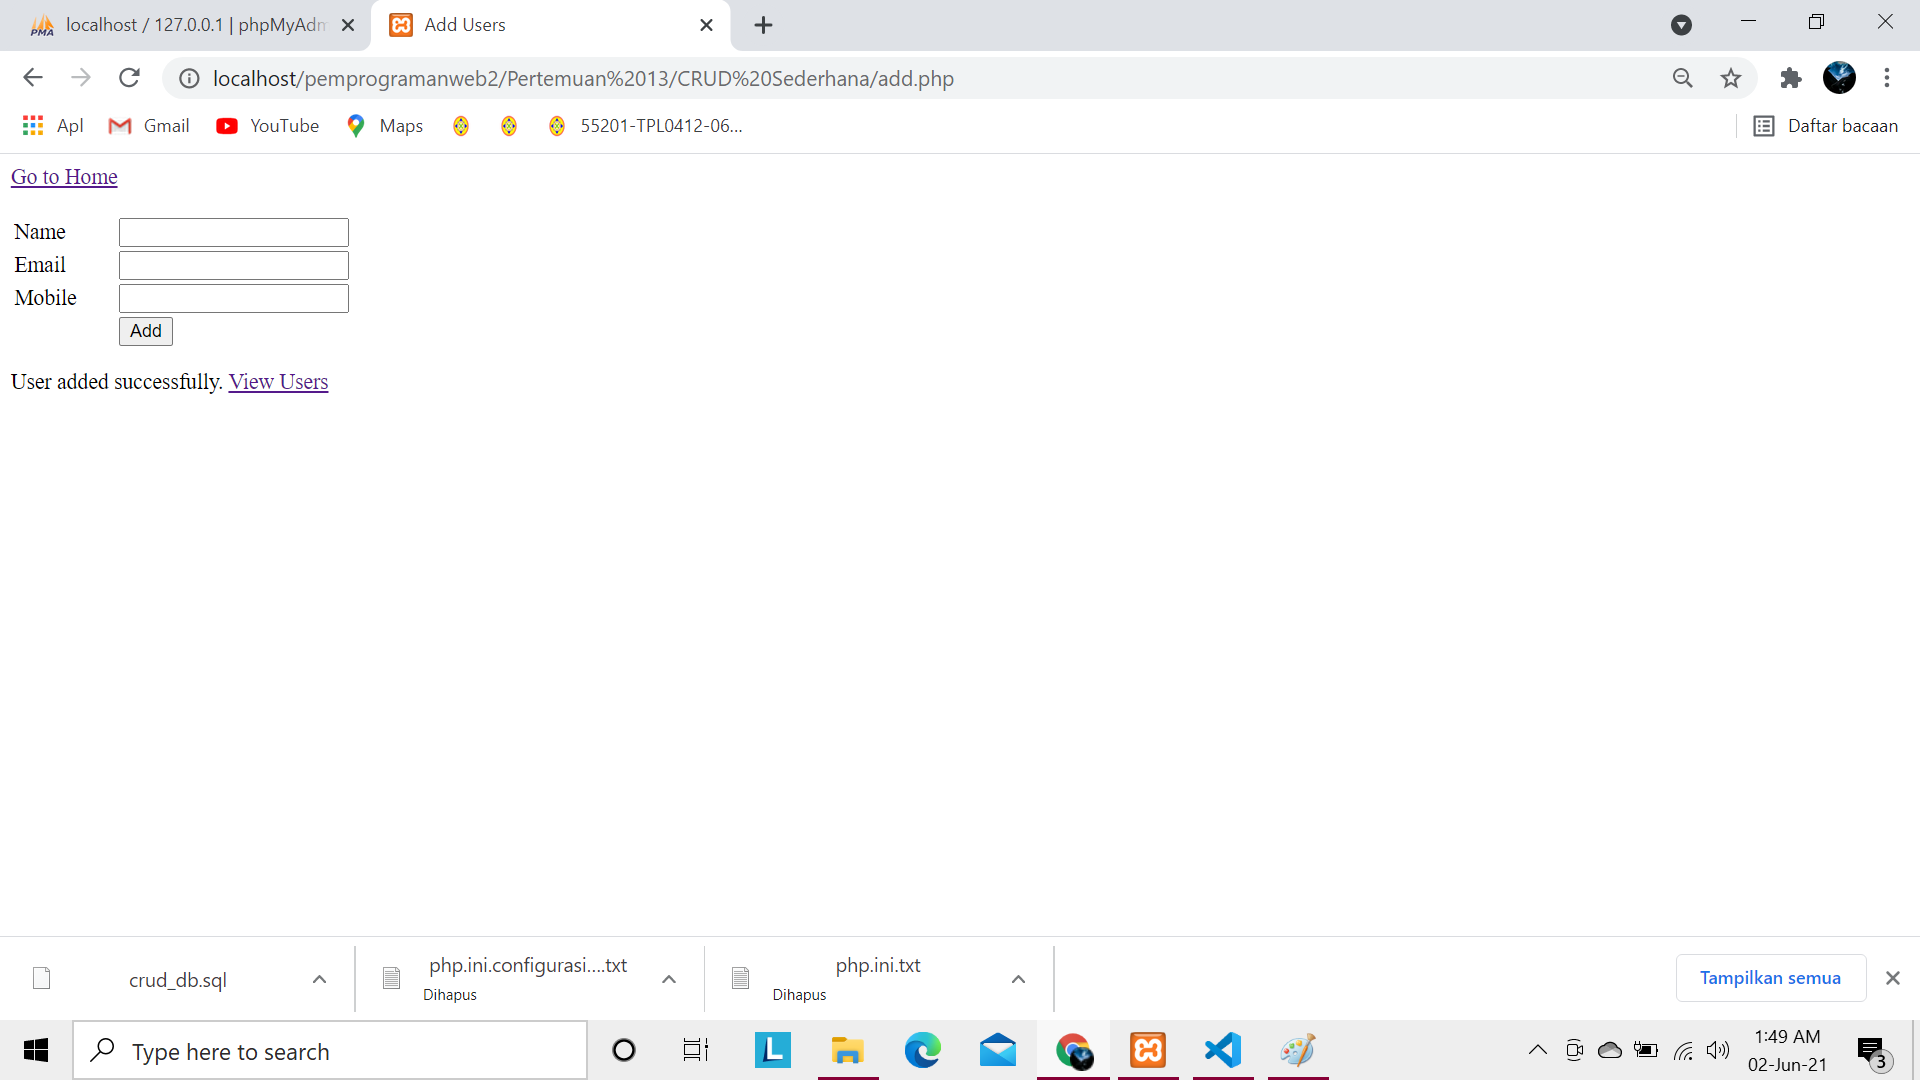 localhost / 127.0.0.1 | phpMyAdm
Add Users
localhost/pemprogramanweb2/Pertemuan%2013/CRUD%20Sederhana/add.php
Apl
Gmail
YouTube
Maps
55201-TPL0412-06...
Daftar bacaan
Go to Home
Name
Email
Mobile
Add
User added successfully. View Users
crud_db.sql
php.ini.configurasi....txt
Dihapus
php.ini.txt
Dihapus
Tampilkan semua
Type here to search
L
1:49 AM
02-Jun-21
3